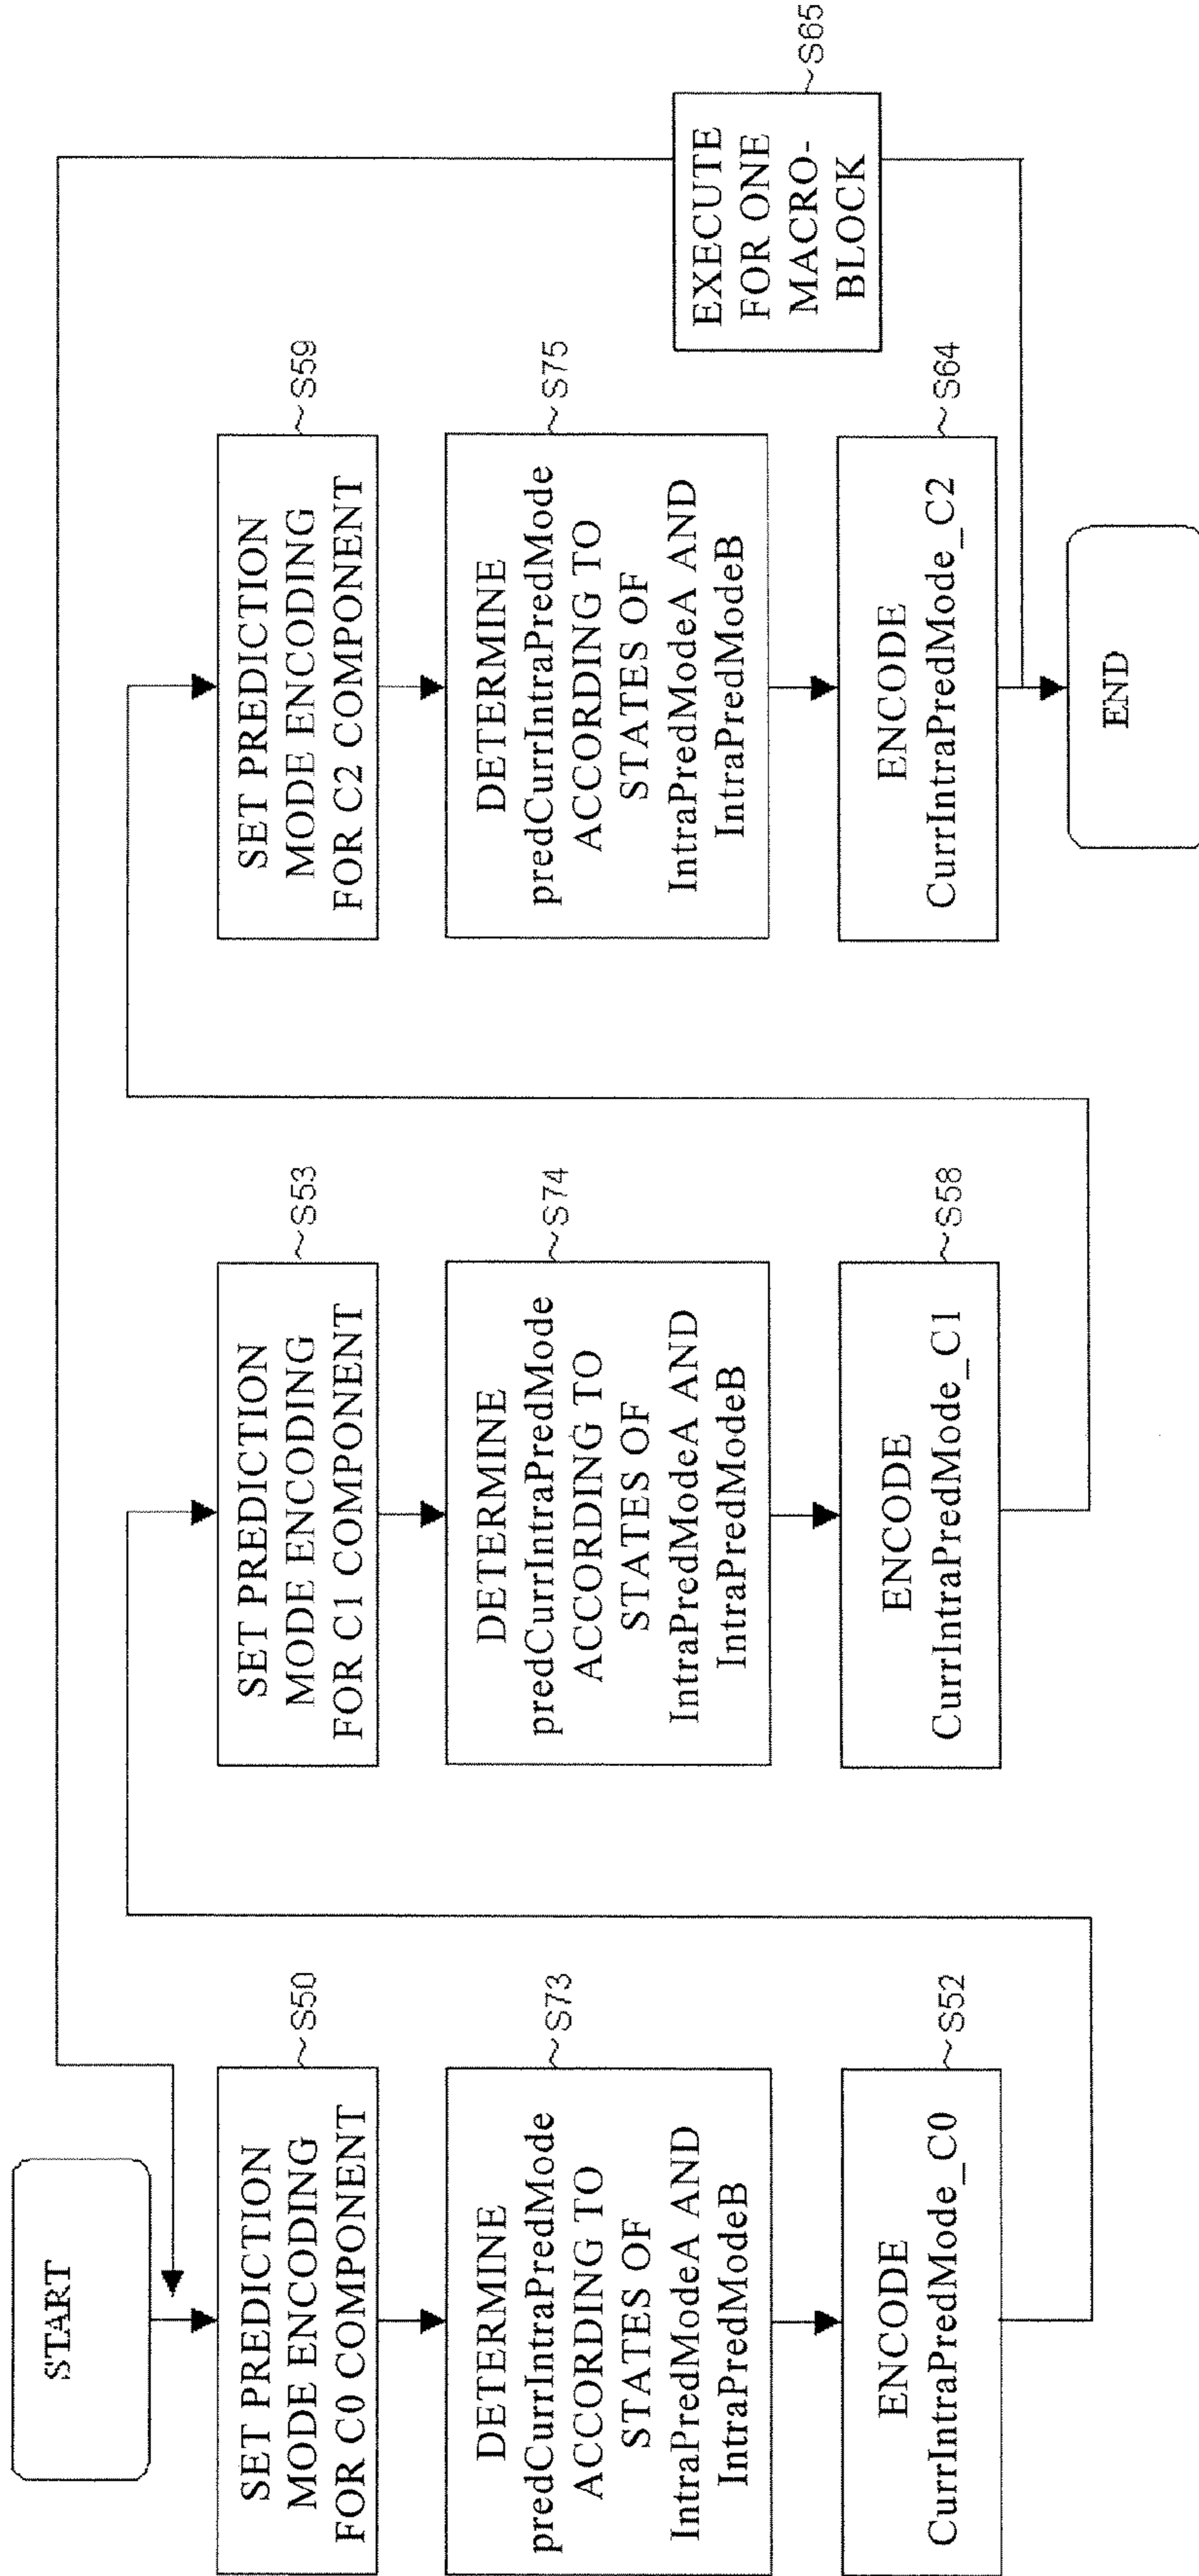 START
SET PREDICTION
MODE ENCODING
FOR C0 COMPONENT
~S50
DETERMINE
predCurrIntraPredMode
ACCORDING TO
STATES OF
IntraPredModeA AND
IntraPredModeB
~S73
ENCODE
CurrIntraPredMode_C0
~S52
SET PREDICTION
MODE ENCODING
FOR C1 COMPONENT
~S53
DETERMINE
predCurrIntraPredMode
ACCORDING TO
STATES OF
IntraPredModeA AND
IntraPredModeB
~S74
ENCODE
CurrIntraPredMode_C1
~S58
SET PREDICTION
MODE ENCODING
FOR C2 COMPONENT
~S59
DETERMINE
predCurrIntraPredMode
ACCORDING TO
STATES OF
IntraPredModeA AND
IntraPredModeB
~S75
ENCODE
CurrIntraPredMode_C2
~S64
EXECUTE
FOR ONE
MACRO-
BLOCK
~S65
END